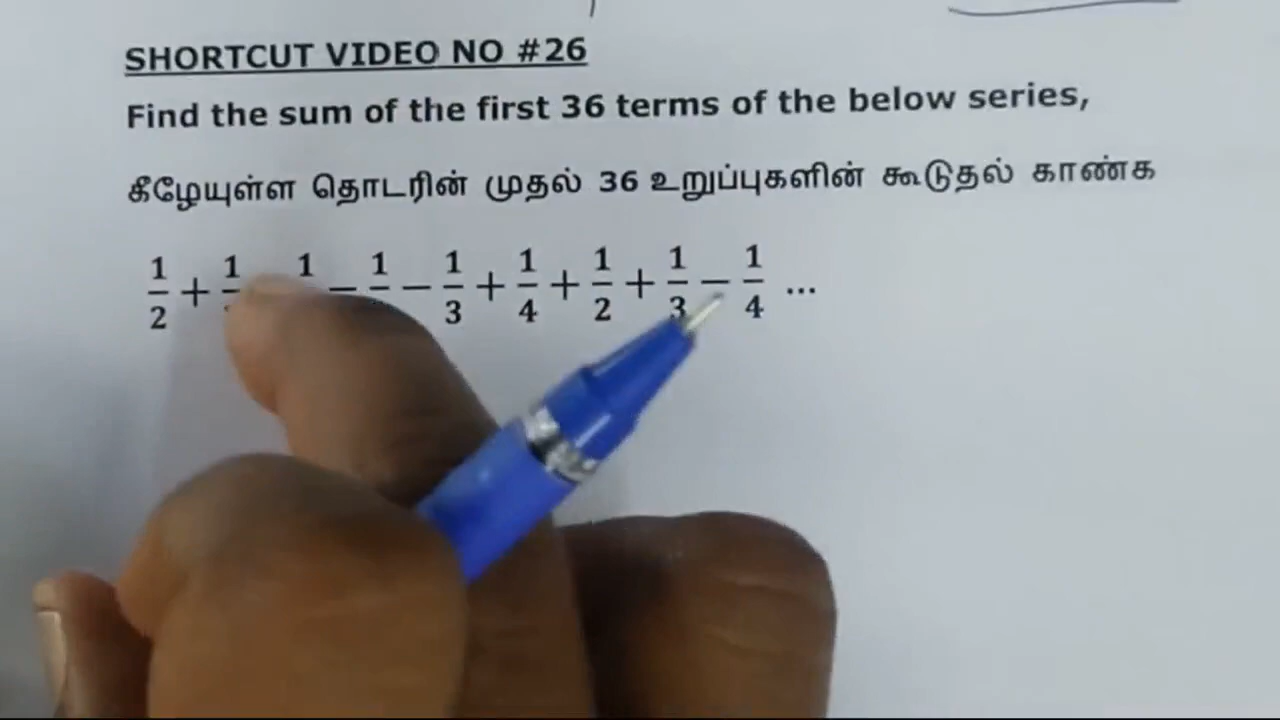 SHORTCUT VIDEO NO #26
Find the sum of the first 36 terms of the below series,
கீழேயுள்ள தொடரின் முதல் 36 உறுப்புகளின் கூடுதல் காண்க
1/2 + 1 1 − 1 − 1/3 + 1/4 + 1/2 + 1/3 − 1/4 ...